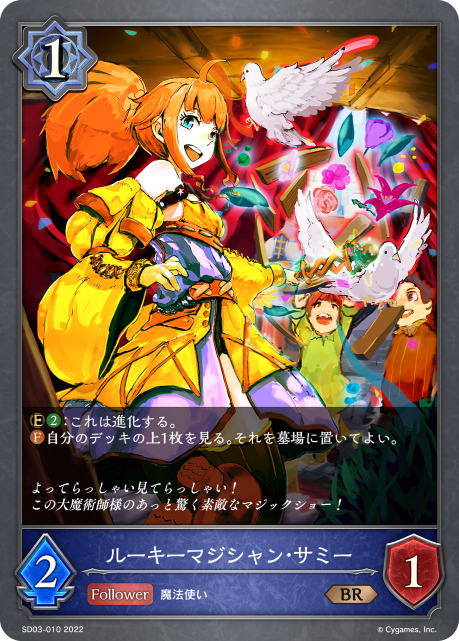 1
E 2：これは進化する。
F 自分のデッキの上1枚を見る。それを墓場に置いてよい。
よってらっしゃい見てらっしゃい！
この大魔術師様のあっと驚く素敵なマジックショー！
ルーキーマジシャン・サミー
2
Follower 魔法使い
BR
1
SD03-010 2022
© Cygames, Inc.